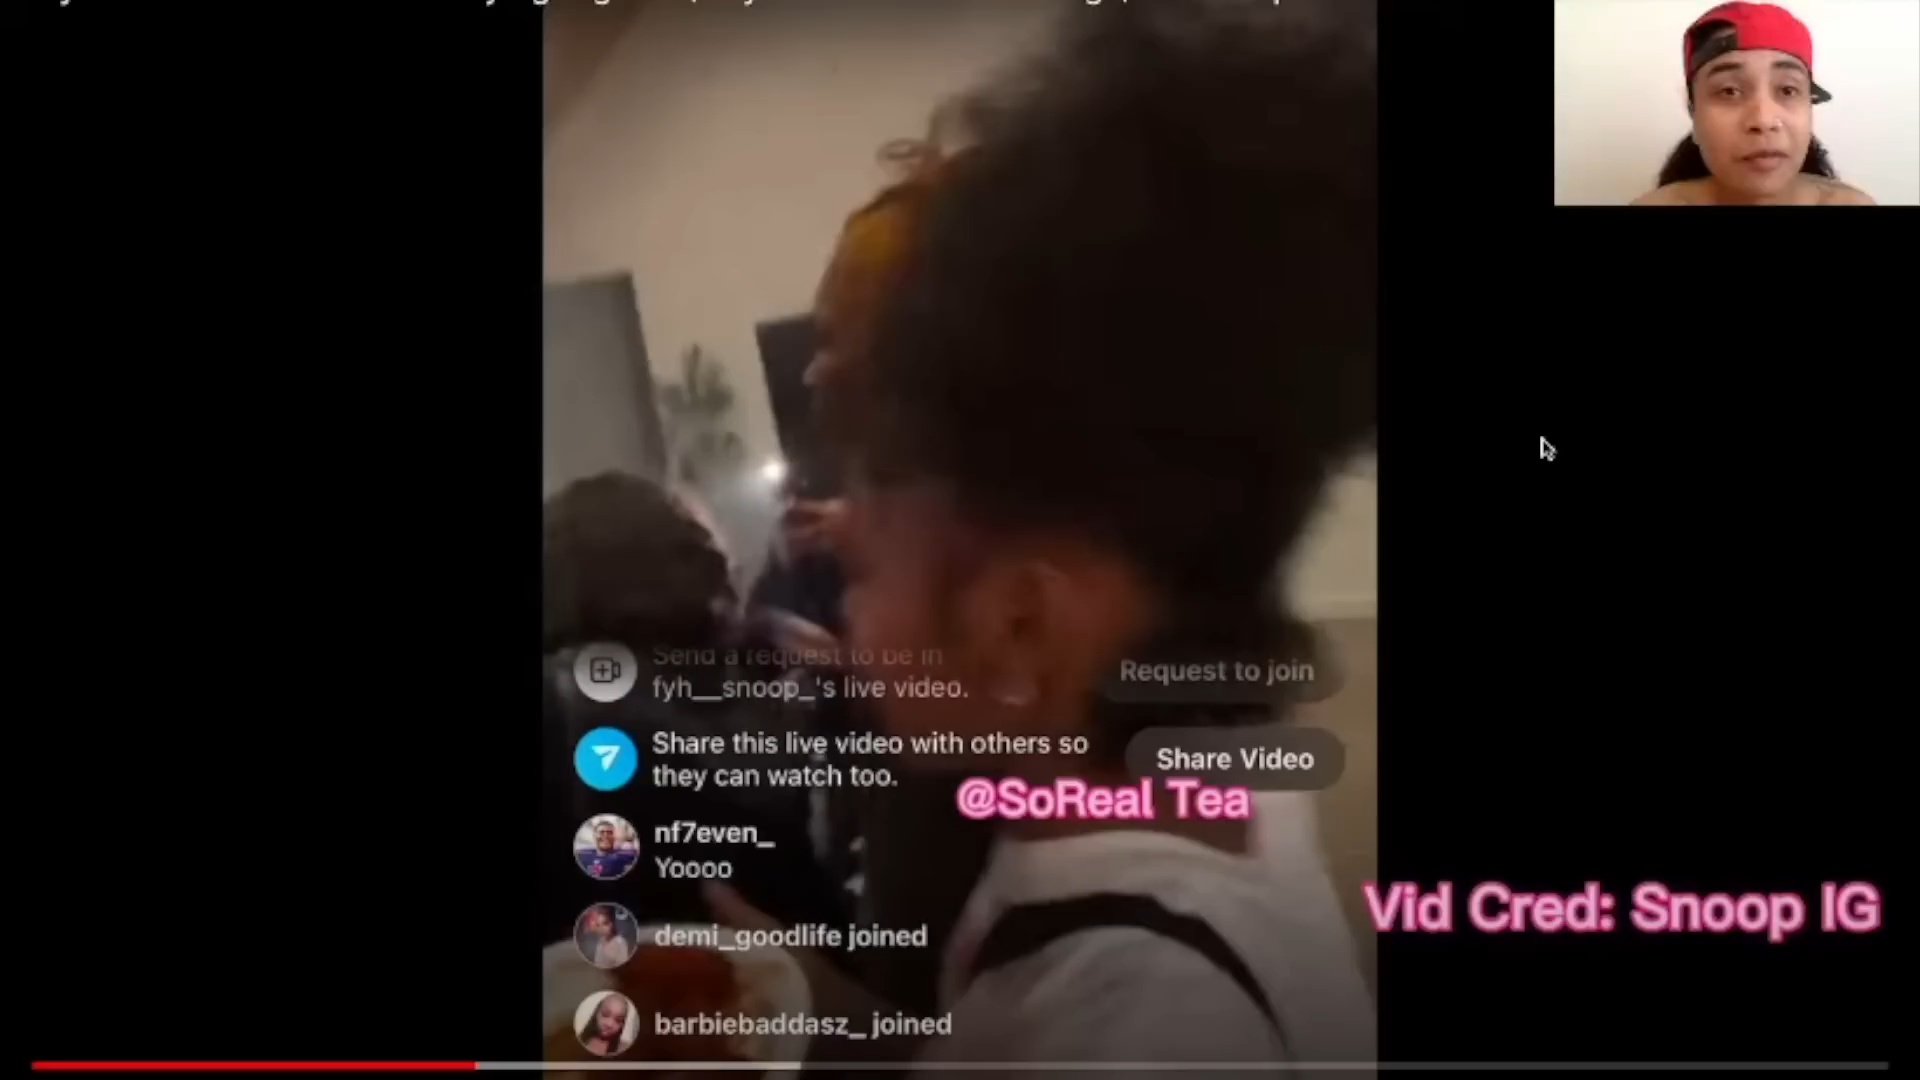 Send a request to be in
fyh__snoop_'s live video.
Request to join
Share this live video with others so
they can watch too.
Share Video
@SoReal Tea
nf7even_
Yoooo
Vid Cred: Snoop IG
demi_goodlife joined
barbiebaddasz_ joined